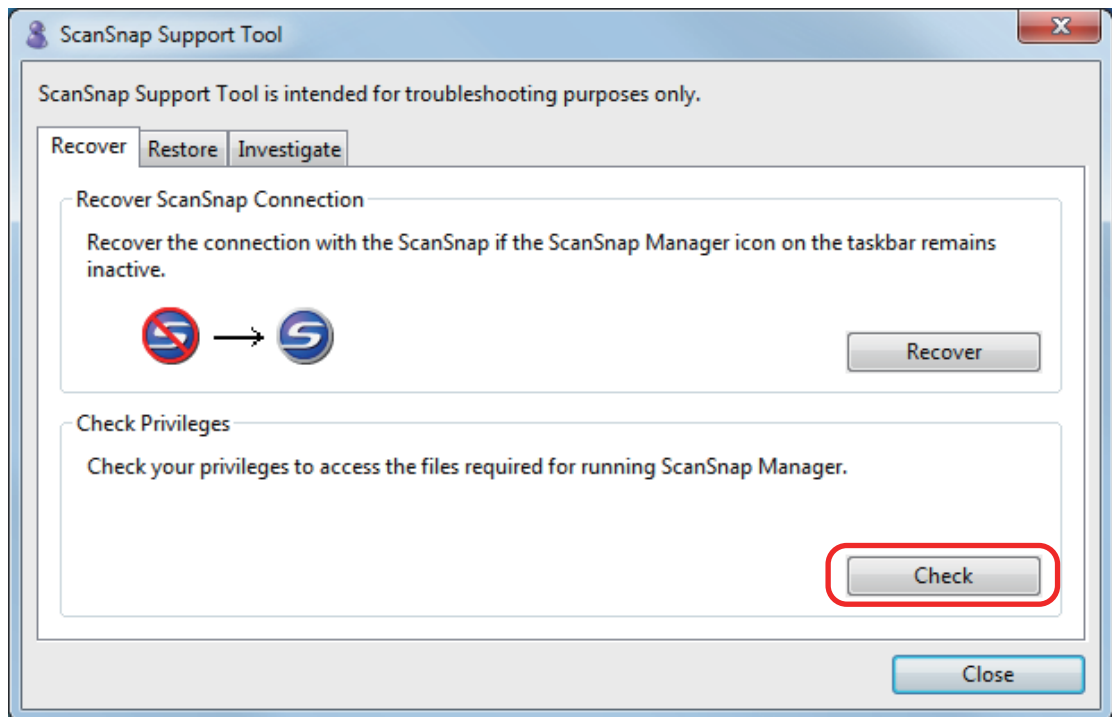 ScanSnap Support Tool
ScanSnap Support Tool is intended for troubleshooting purposes only.
Recover Restore Investigate
Recover ScanSnap Connection
Recover the connection with the ScanSnap if the ScanSnap Manager icon on the taskbar remains
inactive.
Recover
Check Privileges
Check your privileges to access the files required for running ScanSnap Manager.
Check
Close